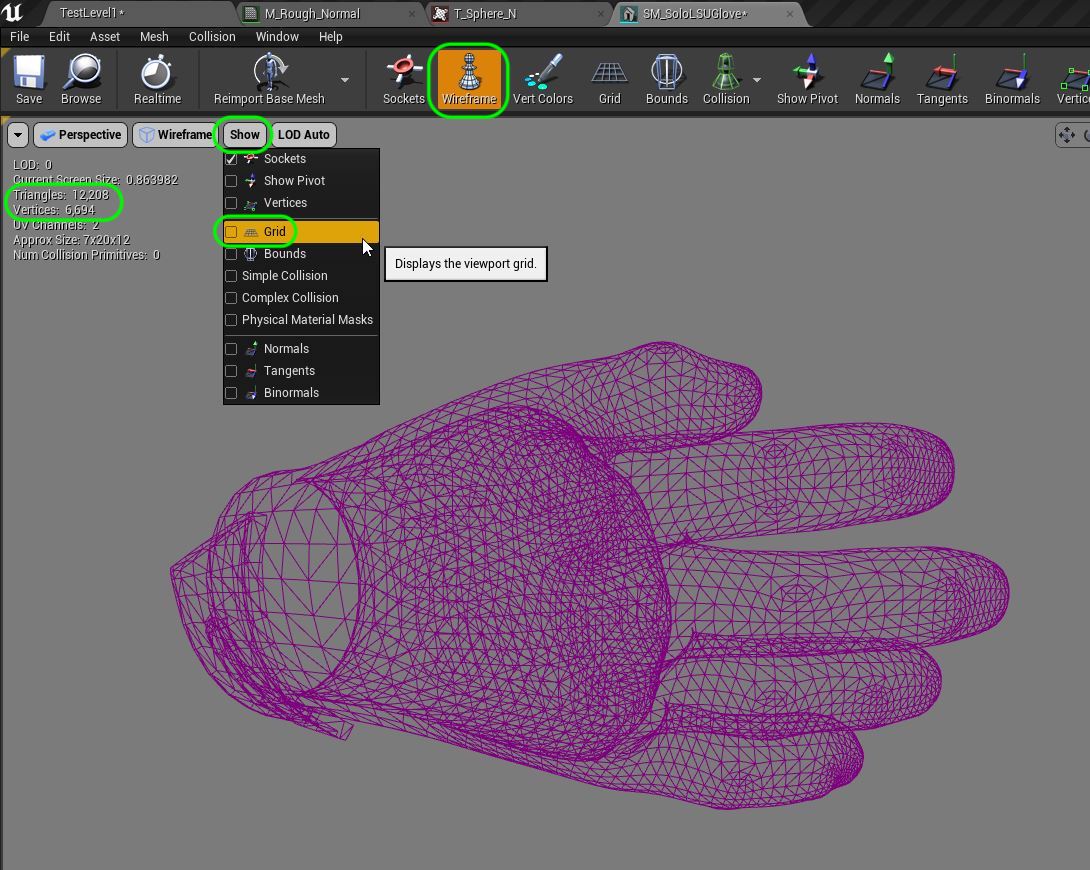 TestLevel1*
M_Rough_Normal
T_Sphere_N
SM_SoloLSUGlove*
File Edit Asset Mesh Collision Window Help
Save Browse Realtime Reimport Base Mesh Sockets Wireframe Vert Colors Grid Bounds Collision Show Pivot Normals Tangents Binormals
Perspective Wireframe Show LOD Auto
LOD: 0
Current Screen Size: 0.863982
Triangles: 12,208
Vertices: 6,694
UV Channels: 2
Approx Size: 7x20x12
Num Collision Primitives: 0
Sockets
Show Pivot
Vertices
Grid
Bounds
Simple Collision
Complex Collision
Physical Material Masks
Normals
Tangents
Binormals
Displays the viewport grid.